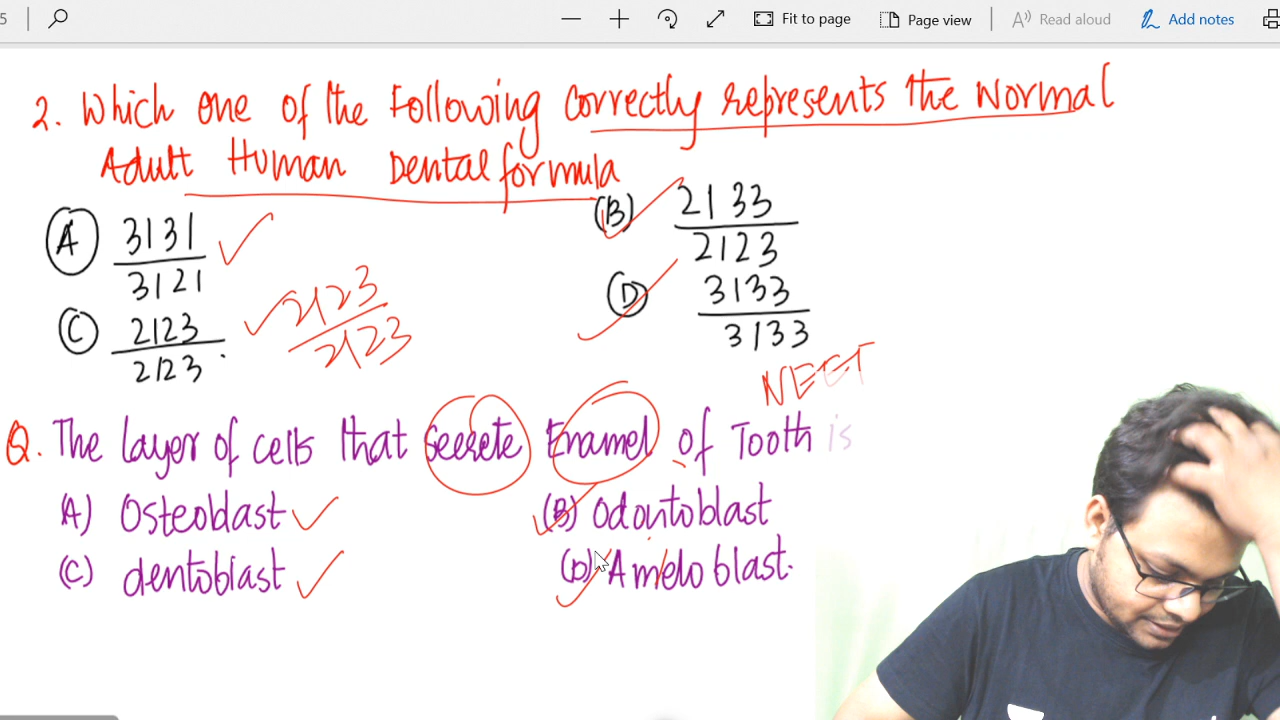 5
Fit to page
Page view
Read aloud
Add notes
2. Which one of the Following Correctly represents the Normal
Adult Human Dental formula
(A) 3131
3121
(B) 2133
2123
(C) 2123
2123.
2123
2123
(D) 3133
3133
NEET
Q. The layer of cells that Secrete Enamel of Tooth is
(A) Osteoblast
(B) Odontoblast
(C) dentoblast
(D) Ameloblast.